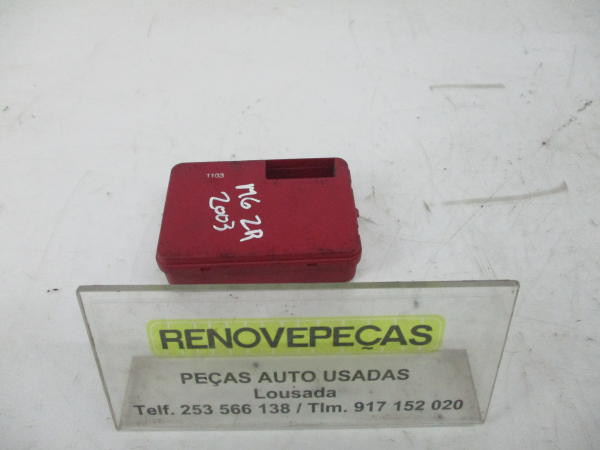 1103
MG ZR
2003
RENOVEPEÇAS
PEÇAS AUTO USADAS
Lousada
Telf. 253 566 138 / Tlm. 917 152 020